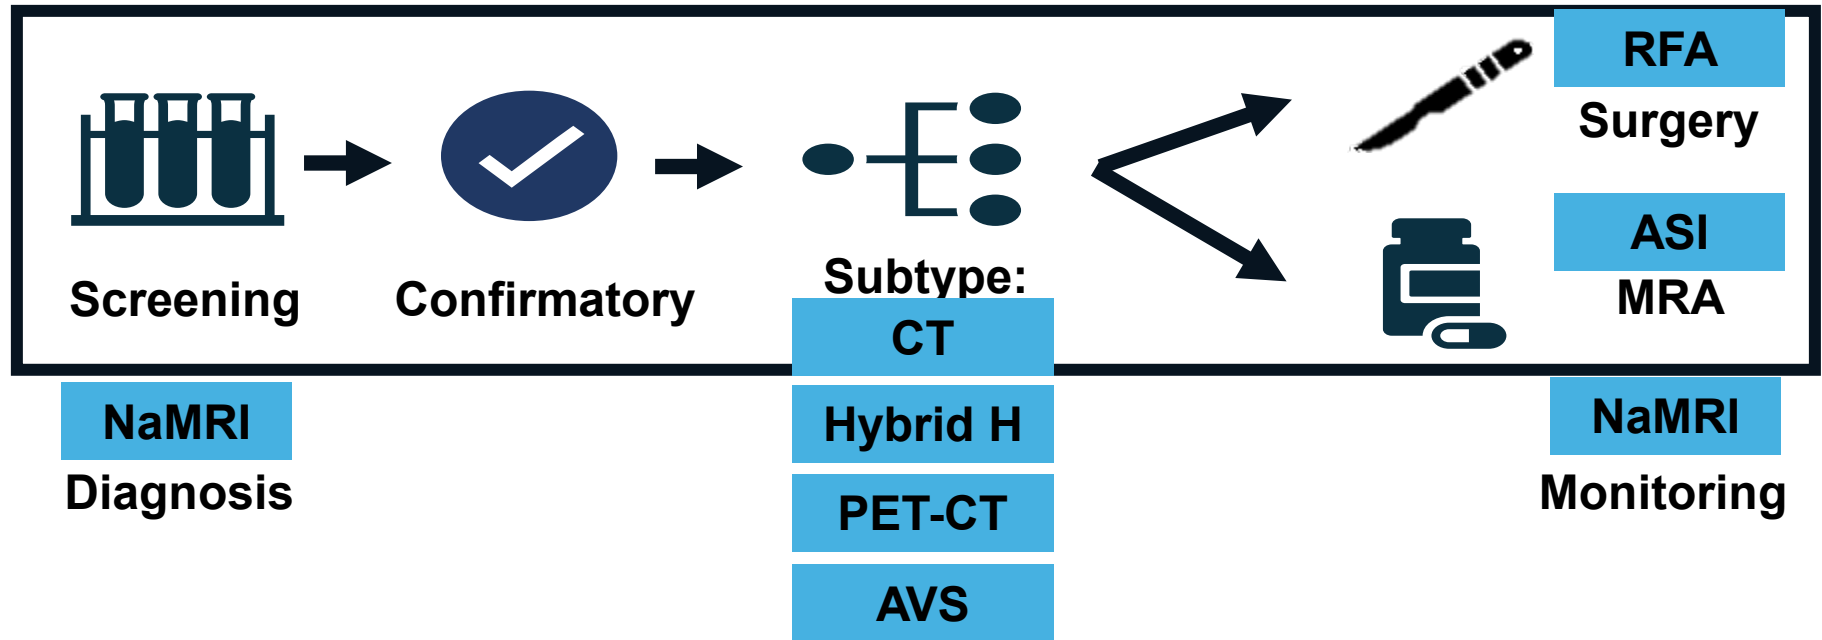 Screening
NaMRI
Diagnosis
Confirmatory
Subtype:
CT
Hybrid H
PET-CT
AVS
RFA
Surgery
ASI
MRA
NaMRI
Monitoring